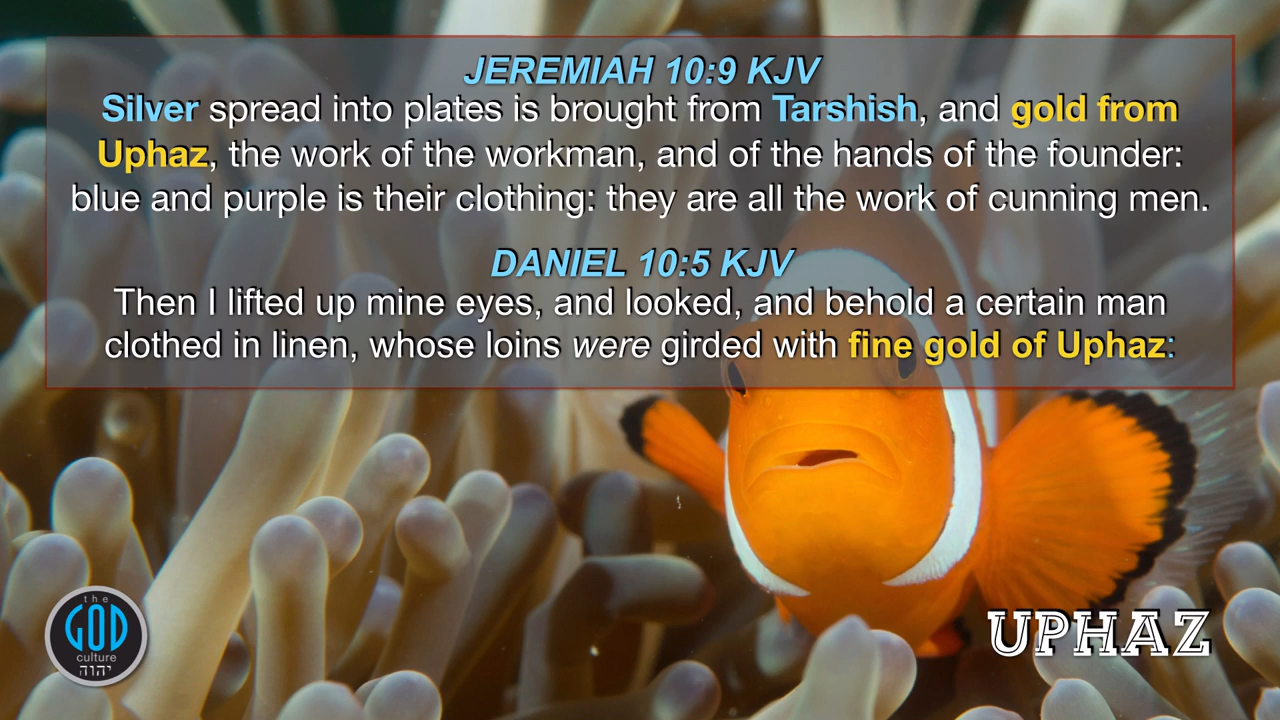 JEREMIAH 10:9 KJV
Silver spread into plates is brought from Tarshish, and gold from
Uphaz, the work of the workman, and of the hands of the founder:
blue and purple is their clothing: they are all the work of cunning men.
DANIEL 10:5 KJV
Then I lifted up mine eyes, and looked, and behold a certain man
clothed in linen, whose loins were girded with fine gold of Uphaz:
the
GOD
culture
יהוה
UPHAZ